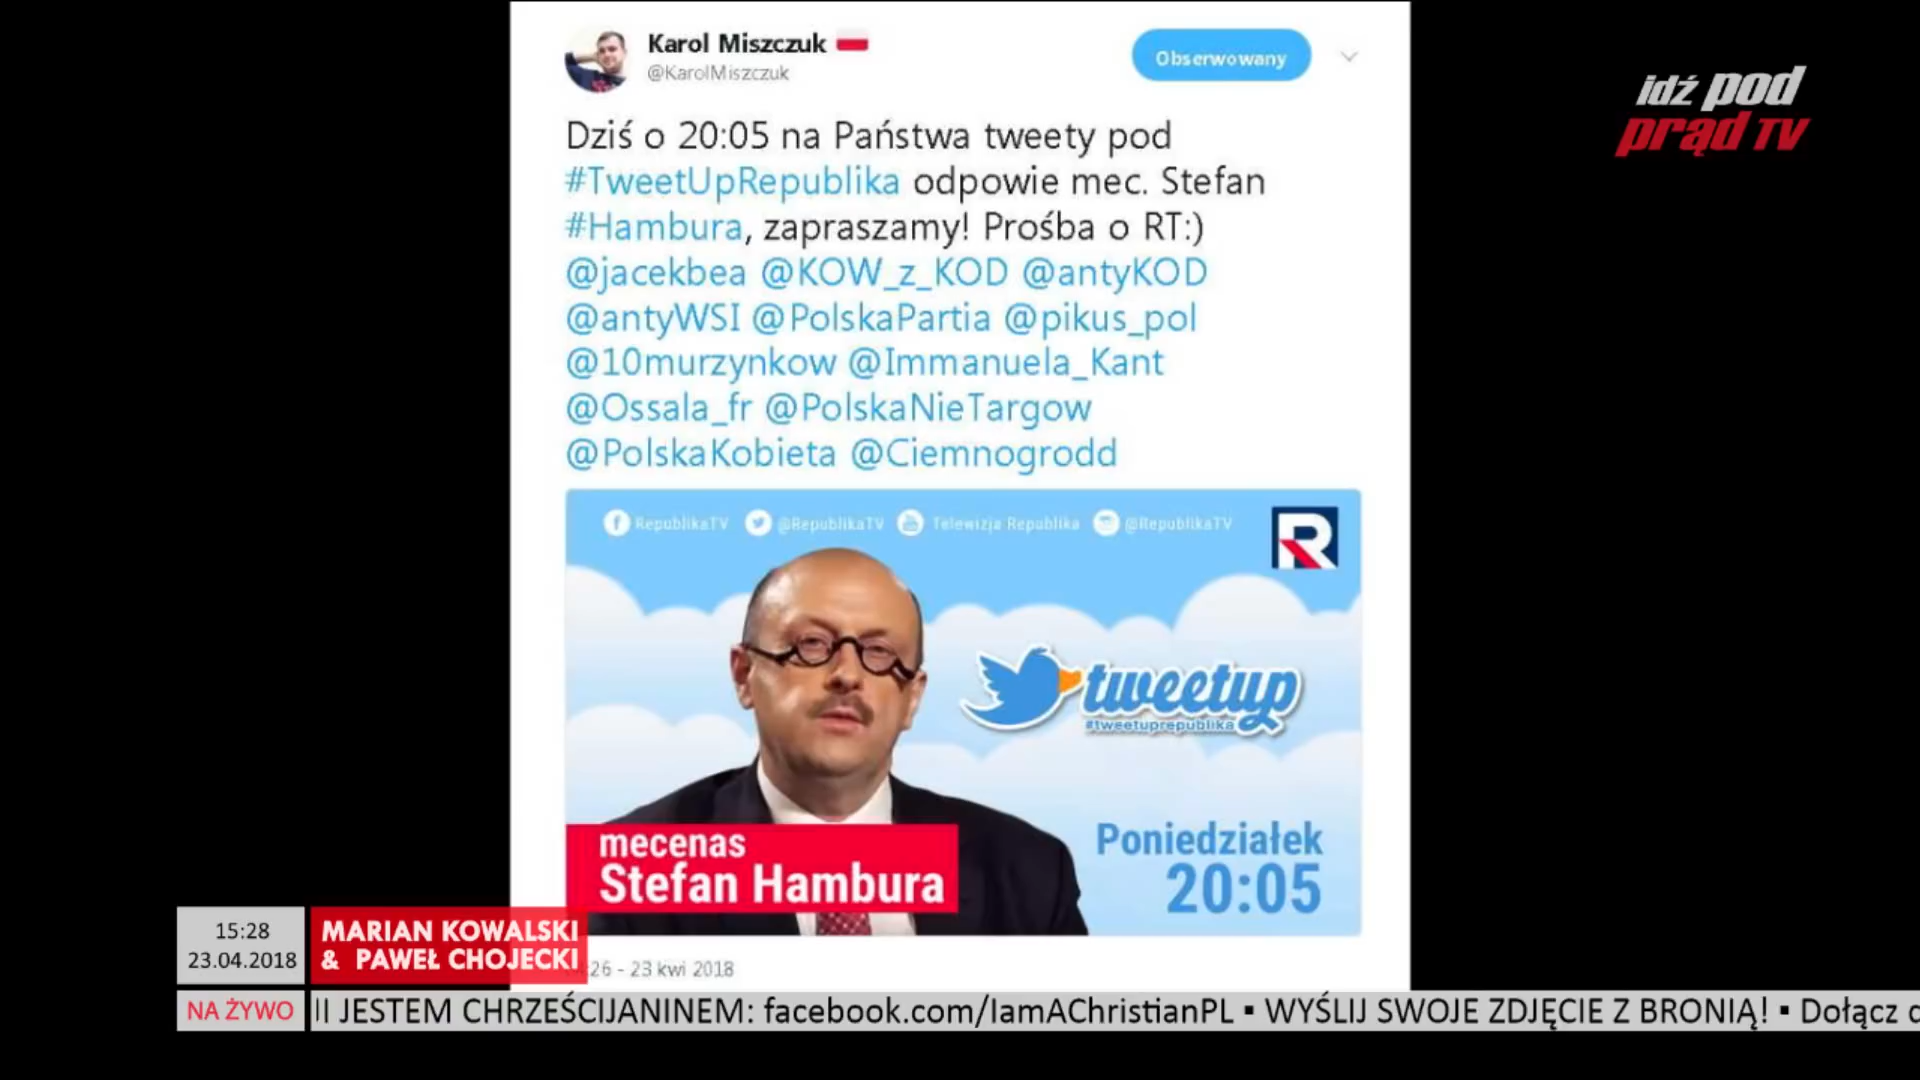 Karol Miszczuk
@KarolMiszczuk
Obserwowany
idź pod
prąd TV
Dziś o 20:05 na Państwa tweety pod
#TweetUpRepublika odpowie mec. Stefan
#Hambura, zapraszamy! Prośba o RT:)
@jacekbea @KOW_z_KOD @antyKOD
@antyWSI @PolskaPartia @pikus_pol
@10murzynkow @Immanuela_Kant
@Ossala_fr @PolskaNieTargow
@PolskaKobieta @Ciemnogrodd
RepublikaTV @RepublikaTV Telewizja Republika @RepublikaTV
R
tweetup
#tweetuprepublika
mecenas
Stefan Hambura
Poniedziałek
20:05
15:28
23.04.2018
MARIAN KOWALSKI
& PAWEŁ CHOJECKI
:26 - 23 kwi 2018
NA ŻYWO
II JESTEM CHRZEŚCIJANINEM: facebook.com/IamAChristianPL ▪ WYŚLIJ SWOJE ZDJĘCIE Z BRONIĄ! ▪ Dołącz